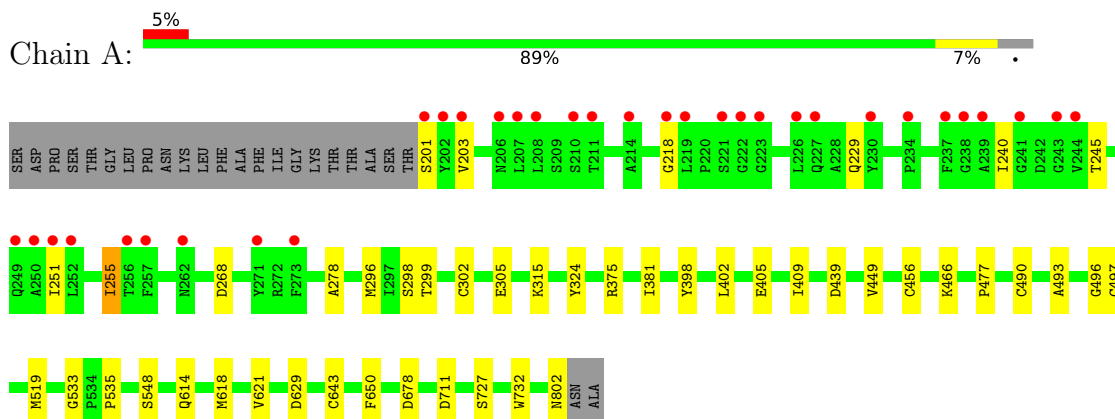 5%
Chain A:
89% 7% •
SER ASP PRO SER THR GLY LEU PRO ASN LYS LEU PHE ALA PHE ILE GLY LYS THR THR ALA SER THR S201 Y202 V203 N206 L207 L208 S209 S210 T211 A214 G218 L219 P220 S221 G222 G223 L226 Q227 A228 Q229 Y230 P234 F237 G238 A239 I240 G241 D242 G243 V244 T245
Q249 A250 I251 L252 I255 T256 F257 N262 D268 Y271 R272 F273 A278 M296 I297 S298 T299 C302 E305 K315 Y324 R375 I381 Y398 L402 E405 I409 D439 V449 C456 K466 P477 C490 A493 G496 C497
M519 G533 P534 P535 S548 Q614 M618 V621 D629 C643 F650 D678 D711 S727 W732 N802 ASN ALA